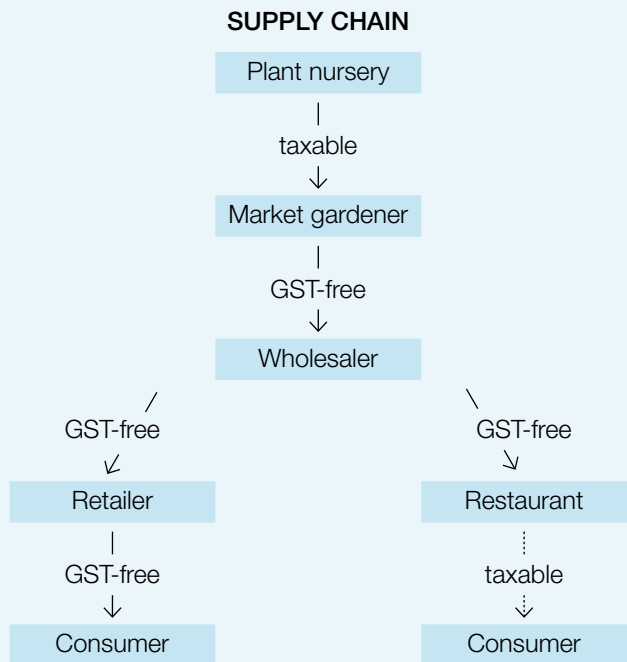 SUPPLY CHAIN
Plant nursery
taxable
Market gardener
GST-free
Wholesaler
GST-free
GST-free
Retailer
Restaurant
GST-free
taxable
Consumer
Consumer